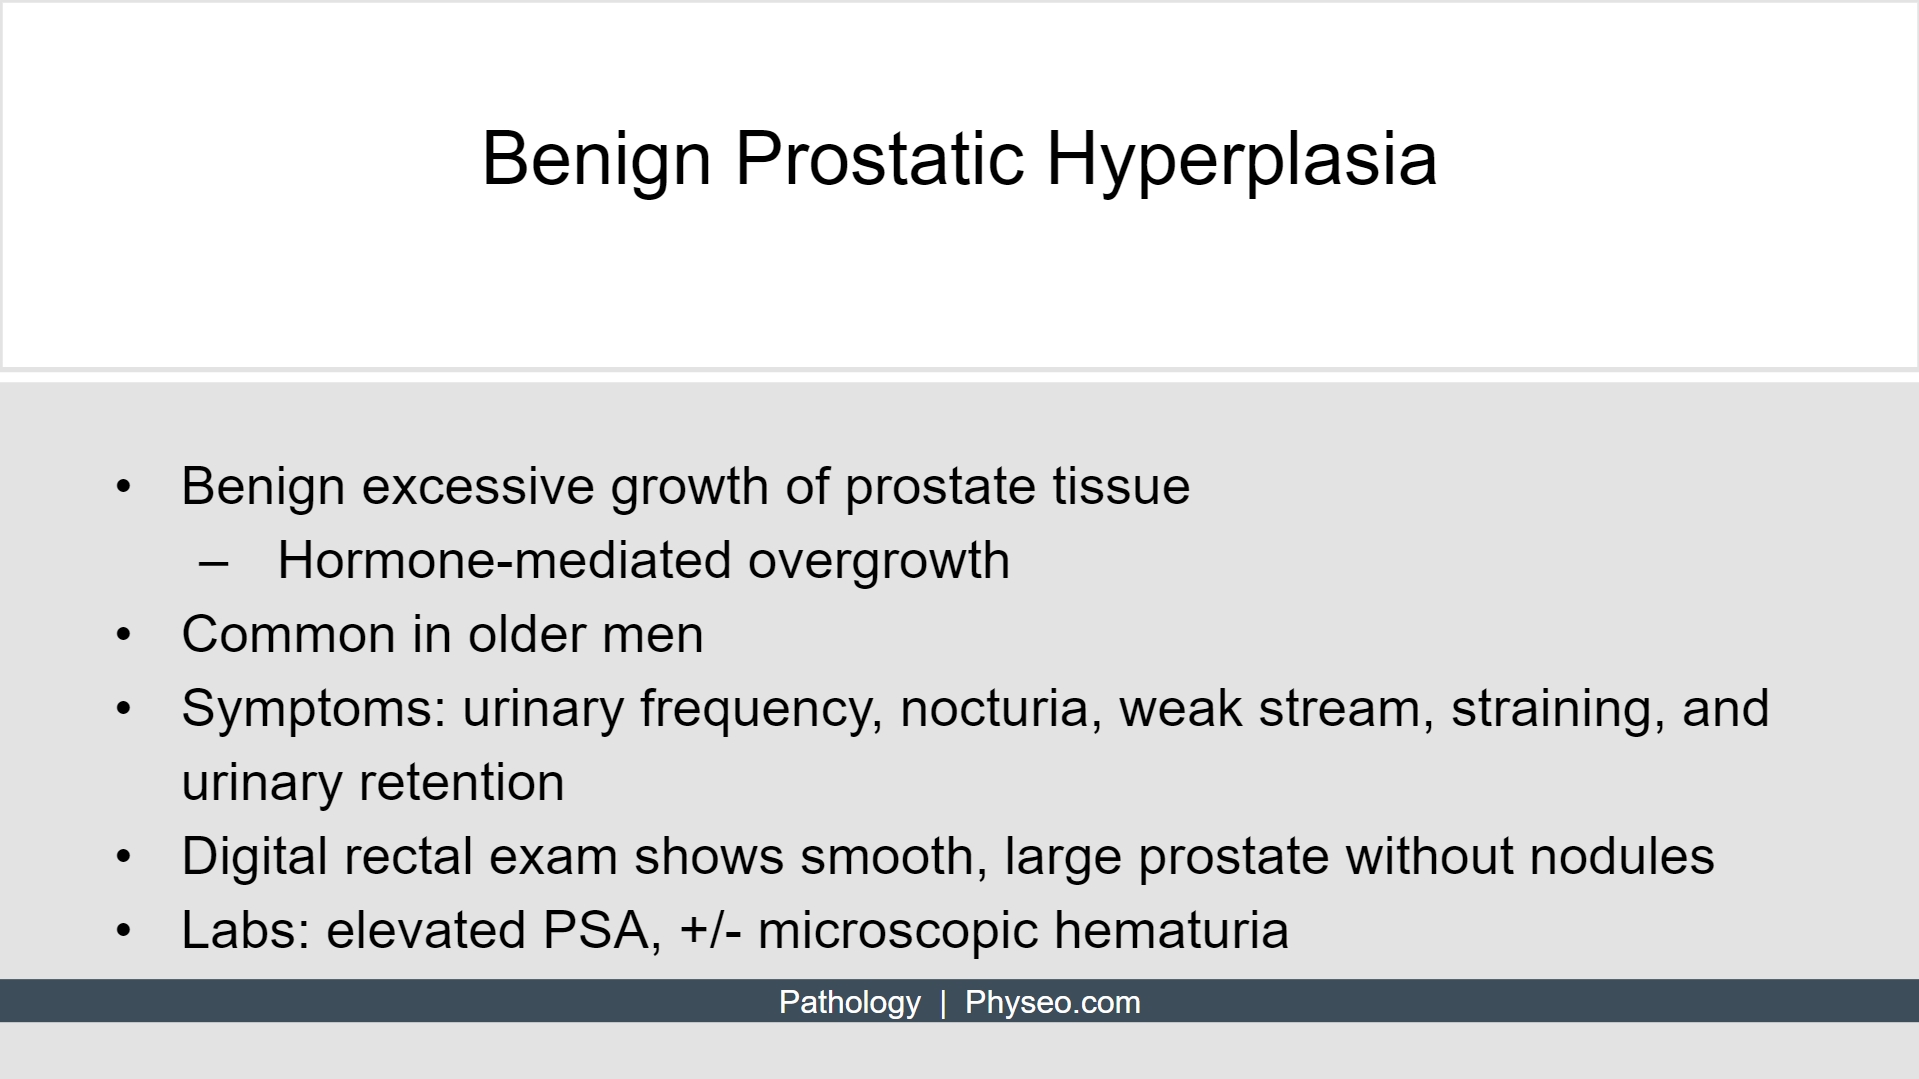 Benign Prostatic Hyperplasia
• Benign excessive growth of prostate tissue
– Hormone-mediated overgrowth
• Common in older men
• Symptoms: urinary frequency, nocturia, weak stream, straining, and
urinary retention
• Digital rectal exam shows smooth, large prostate without nodules
• Labs: elevated PSA, +/- microscopic hematuria
Pathology | Physeo.com